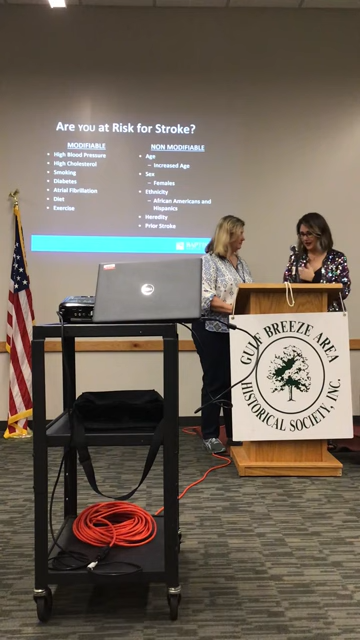 Are you at Risk for Stroke?
MODIFIABLE
• High Blood Pressure
• High Cholesterol
• Smoking
• Diabetes
• Atrial Fibrillation
• Diet
• Exercise
NON MODIFIABLE
• Age
– Increased Age
• Sex
– Females
• Ethnicity
– African Americans and
Hispanics
• Heredity
• Prior Stroke
DELL
GULF BREEZE AREA
HISTORICAL SOCIETY, INC.